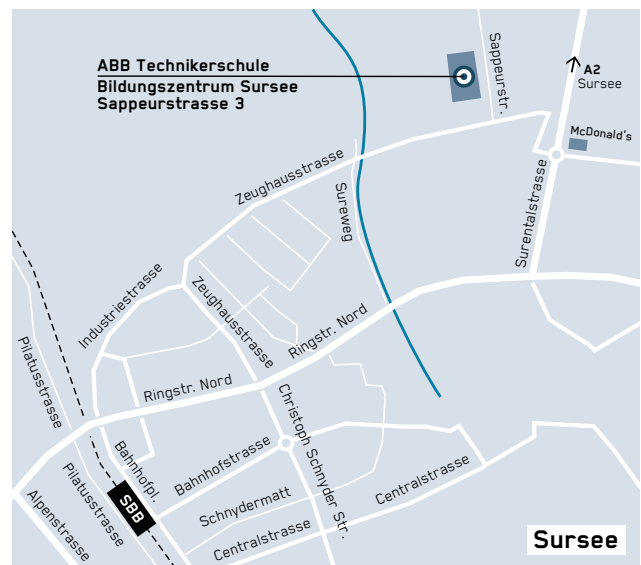 ABB Technikerschule
Bildungszentrum Sursee
Sappeurstrasse 3
Sappeurstr.
A2
Sursee
McDonald's
Zeughausstrasse
Sureweg
Surentalstrasse
Industriestrasse
Zeughausstrasse
Ringstr. Nord
Pilatusstrasse
Ringstr. Nord
Christoph Schnyder Str.
Bahnhofpl.
Bahnhofstrasse
Pilatusstrasse
SBB
Schnydermatt
Centralstrasse
Alpenstrasse
Centralstrasse
Sursee